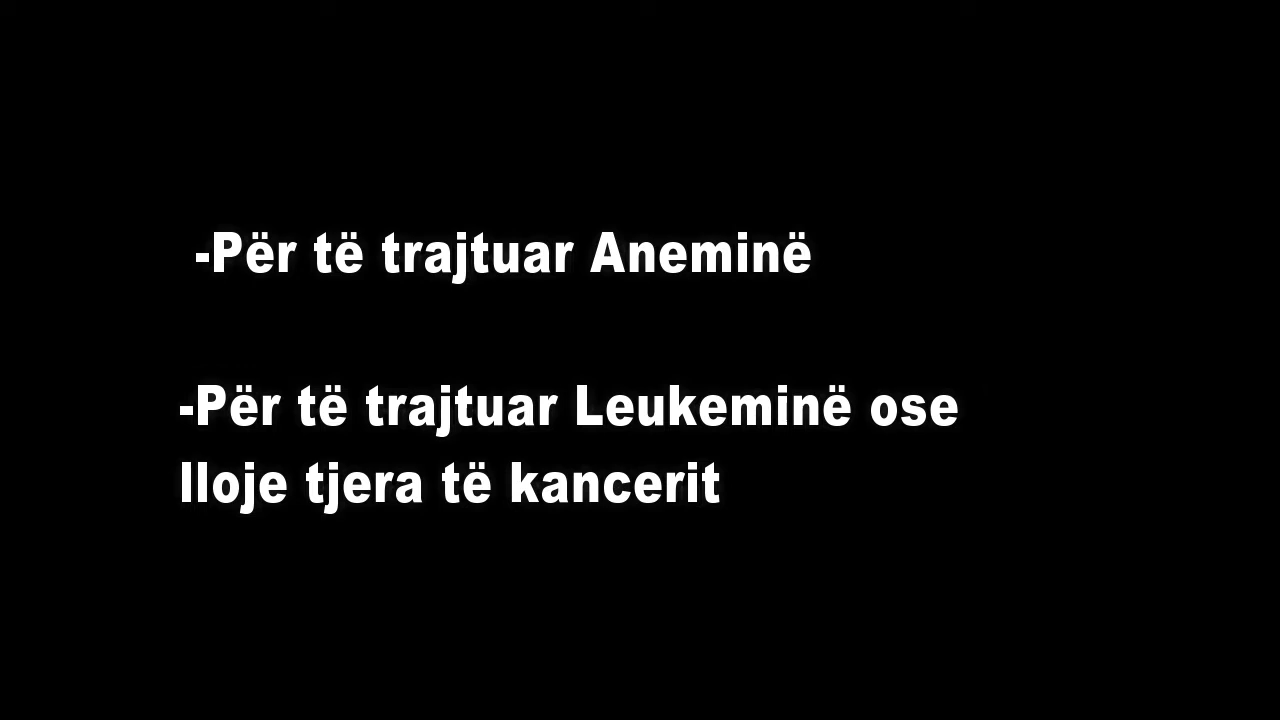 -Për të trajtuar Aneminë
-Për të trajtuar Leukeminë ose
lloje tjera të kancerit